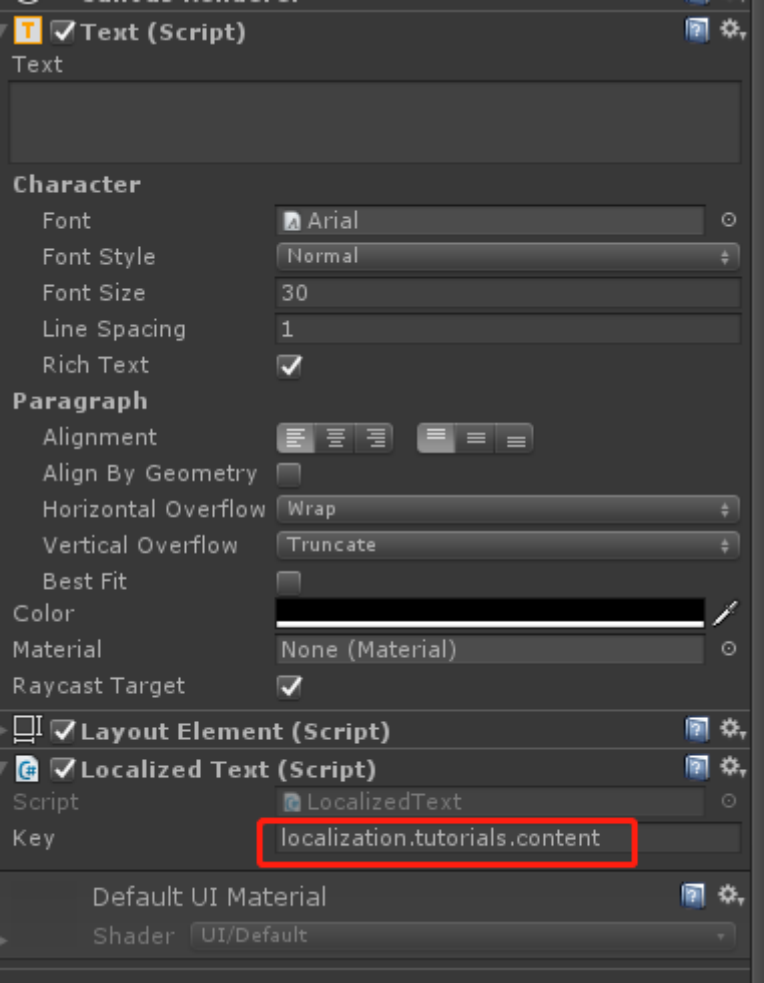 Text (Script)
Text
Character
Font Arial
Font Style Normal
Font Size 30
Line Spacing 1
Rich Text
Paragraph
Alignment
Align By Geometry
Horizontal Overflow Wrap
Vertical Overflow Truncate
Best Fit
Color
Material None (Material)
Raycast Target
Layout Element (Script)
Localized Text (Script)
Script LocalizedText
Key localization.tutorials.content
Default UI Material
Shader UI/Default